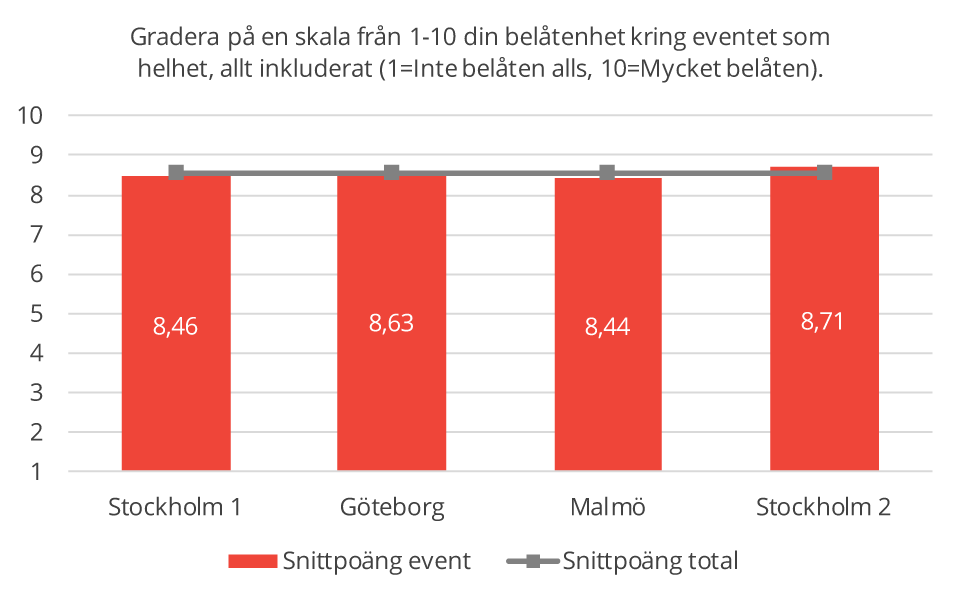 Gradera på en skala från 1-10 din belåtenhet kring eventet som
helhet, allt inkluderat (1=Inte belåten alls, 10=Mycket belåten).
10
9
8
7
6
5
4
3
2
1
8,46
8,63
8,44
8,71
Stockholm 1
Göteborg
Malmö
Stockholm 2
Snittpoäng event
Snittpoäng total